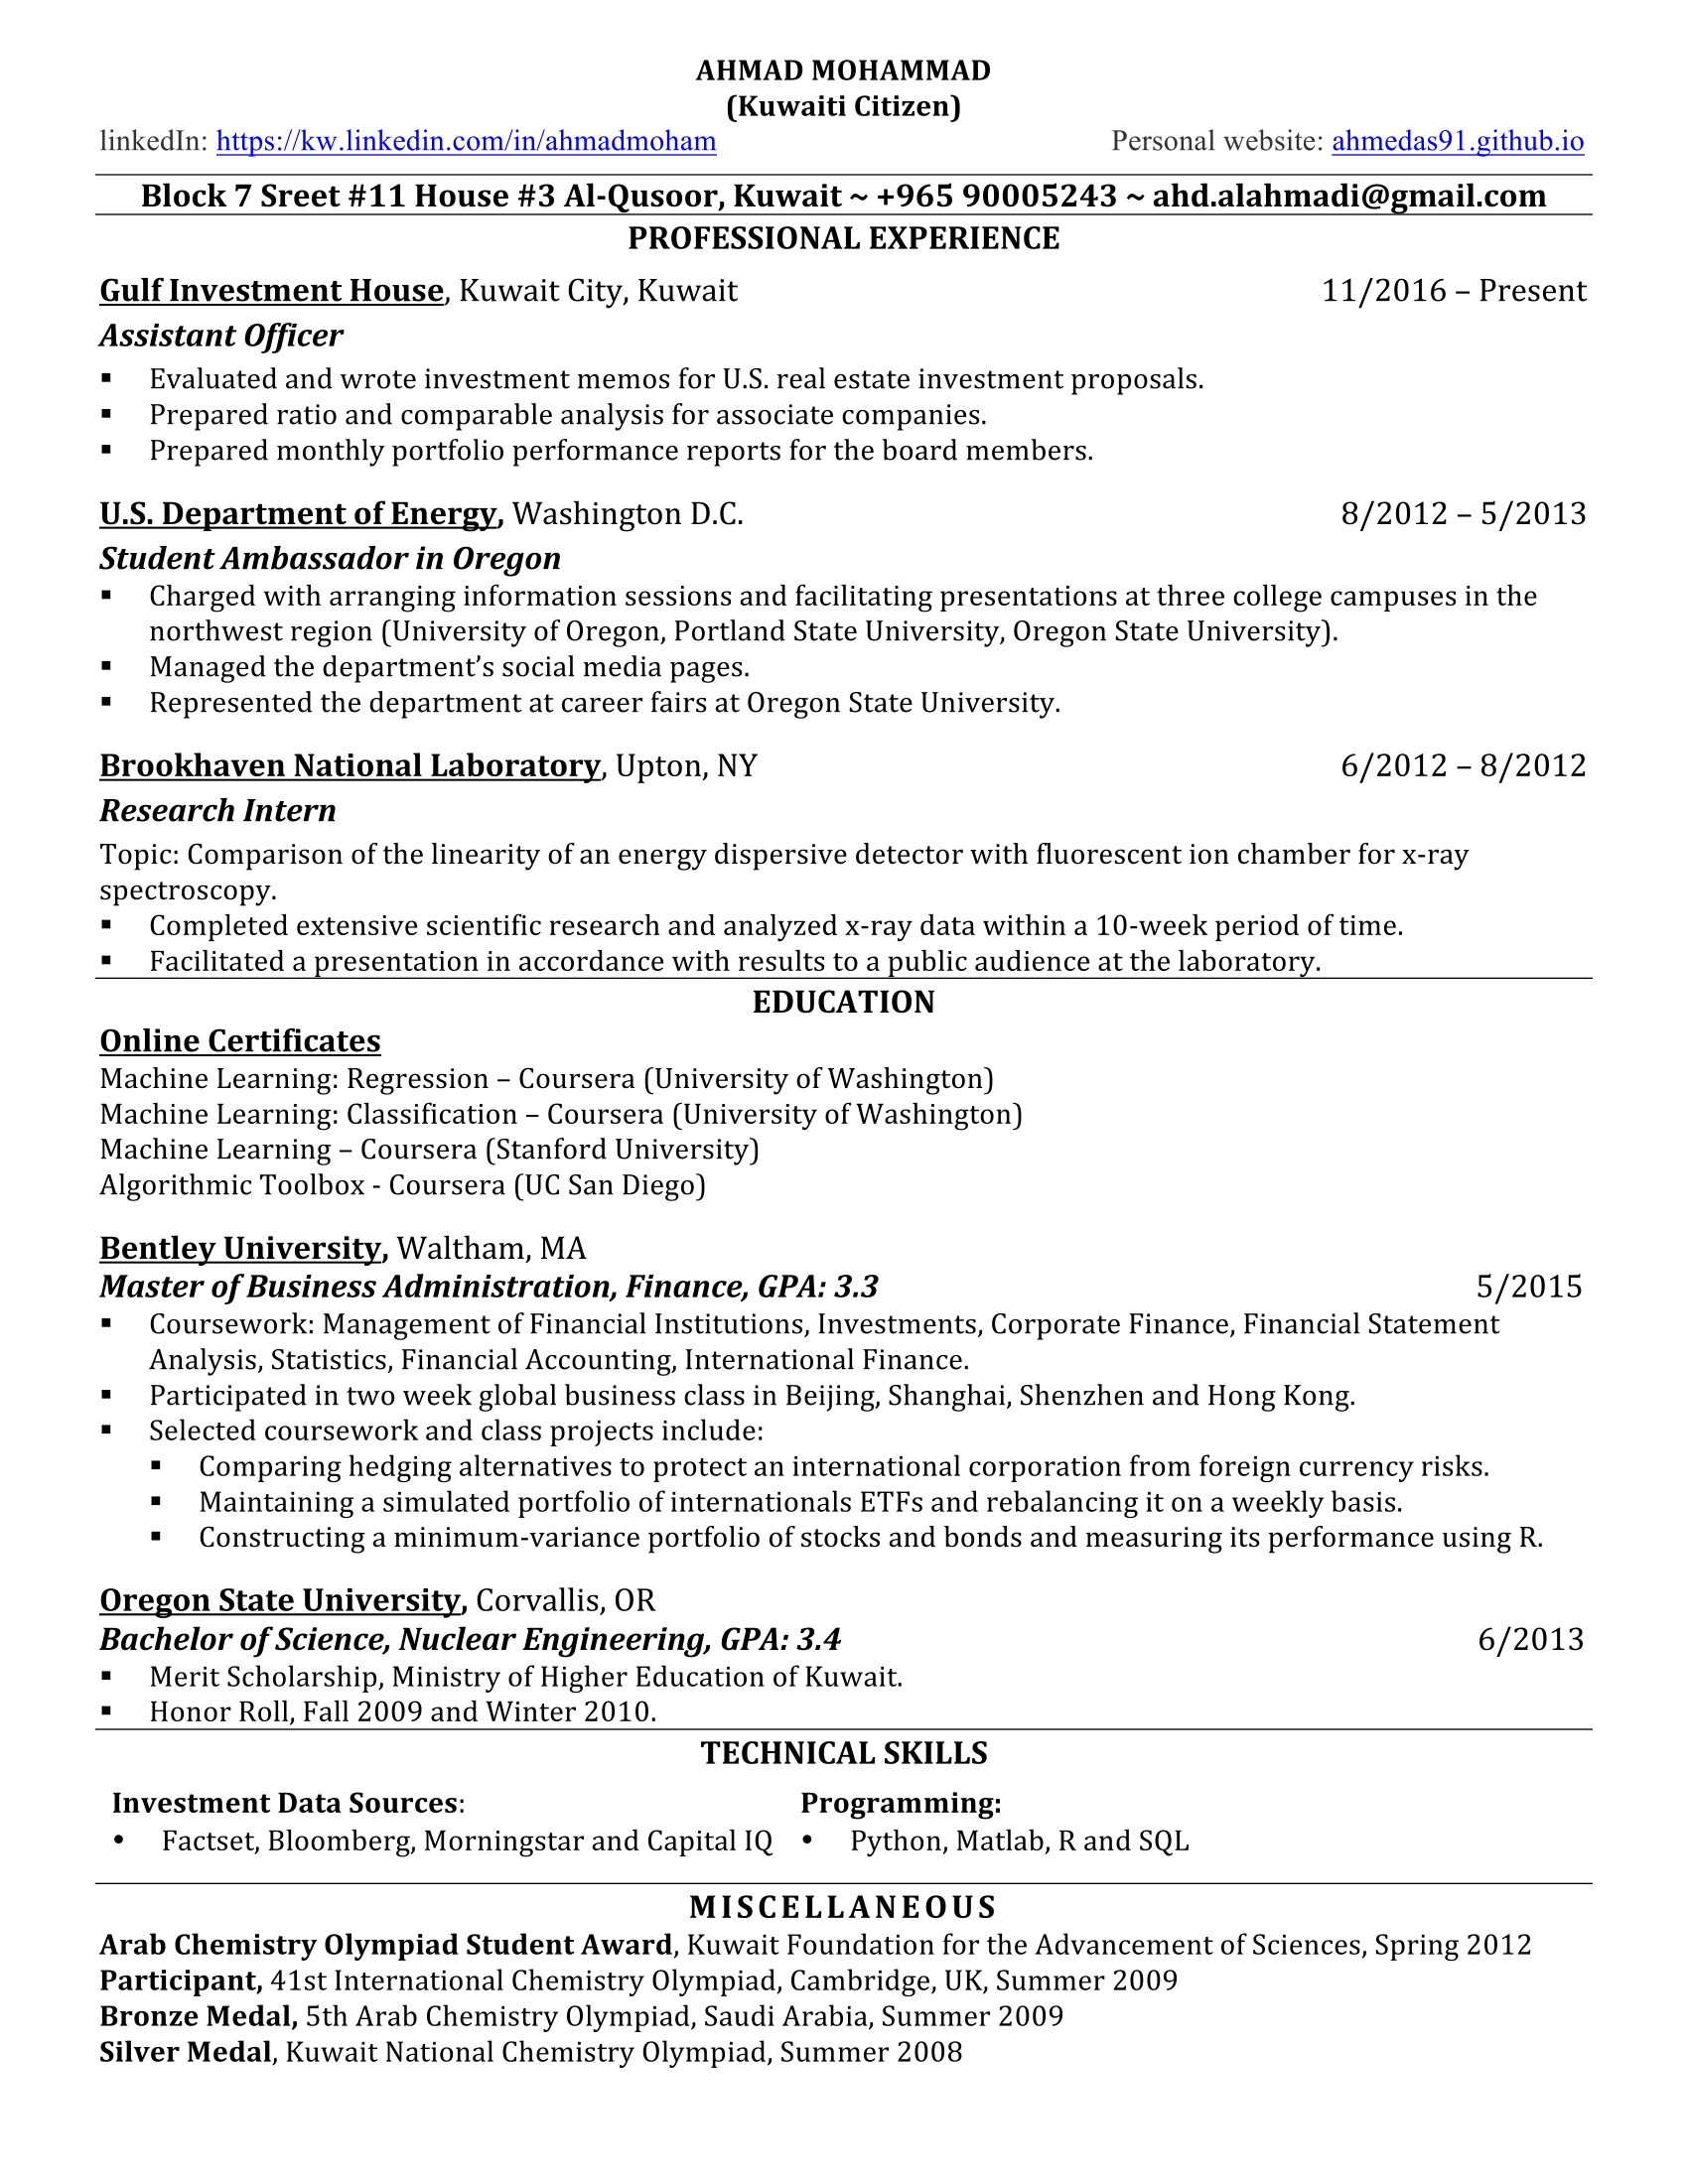 AHMAD MOHAMMAD
(Kuwaiti Citizen)
linkedIn: https://kw.linkedin.com/in/ahmadmoham Personal website: ahmedas91.github.io
Block 7 Sreet #11 House #3 Al-Qusoor, Kuwait ~ +965 90005243 ~ ahd.alahmadi@gmail.com
PROFESSIONAL EXPERIENCE
Gulf Investment House, Kuwait City, Kuwait 11/2016 – Present
Assistant Officer
▪ Evaluated and wrote investment memos for U.S. real estate investment proposals.
▪ Prepared ratio and comparable analysis for associate companies.
▪ Prepared monthly portfolio performance reports for the board members.
U.S. Department of Energy, Washington D.C. 8/2012 – 5/2013
Student Ambassador in Oregon
▪ Charged with arranging information sessions and facilitating presentations at three college campuses in the
northwest region (University of Oregon, Portland State University, Oregon State University).
▪ Managed the department’s social media pages.
▪ Represented the department at career fairs at Oregon State University.
Brookhaven National Laboratory, Upton, NY 6/2012 – 8/2012
Research Intern
Topic: Comparison of the linearity of an energy dispersive detector with fluorescent ion chamber for x-ray
spectroscopy.
▪ Completed extensive scientific research and analyzed x-ray data within a 10-week period of time.
▪ Facilitated a presentation in accordance with results to a public audience at the laboratory.
EDUCATION
Online Certificates
Machine Learning: Regression – Coursera (University of Washington)
Machine Learning: Classification – Coursera (University of Washington)
Machine Learning – Coursera (Stanford University)
Algorithmic Toolbox - Coursera (UC San Diego)
Bentley University, Waltham, MA
Master of Business Administration, Finance, GPA: 3.3 5/2015
▪ Coursework: Management of Financial Institutions, Investments, Corporate Finance, Financial Statement
Analysis, Statistics, Financial Accounting, International Finance.
▪ Participated in two week global business class in Beijing, Shanghai, Shenzhen and Hong Kong.
▪ Selected coursework and class projects include:
▪ Comparing hedging alternatives to protect an international corporation from foreign currency risks.
▪ Maintaining a simulated portfolio of internationals ETFs and rebalancing it on a weekly basis.
▪ Constructing a minimum-variance portfolio of stocks and bonds and measuring its performance using R.
Oregon State University, Corvallis, OR
Bachelor of Science, Nuclear Engineering, GPA: 3.4 6/2013
▪ Merit Scholarship, Ministry of Higher Education of Kuwait.
▪ Honor Roll, Fall 2009 and Winter 2010.
TECHNICAL SKILLS
Investment Data Sources: Programming:
• Factset, Bloomberg, Morningstar and Capital IQ • Python, Matlab, R and SQL
MISCELLANEOUS
Arab Chemistry Olympiad Student Award, Kuwait Foundation for the Advancement of Sciences, Spring 2012
Participant, 41st International Chemistry Olympiad, Cambridge, UK, Summer 2009
Bronze Medal, 5th Arab Chemistry Olympiad, Saudi Arabia, Summer 2009
Silver Medal, Kuwait National Chemistry Olympiad, Summer 2008